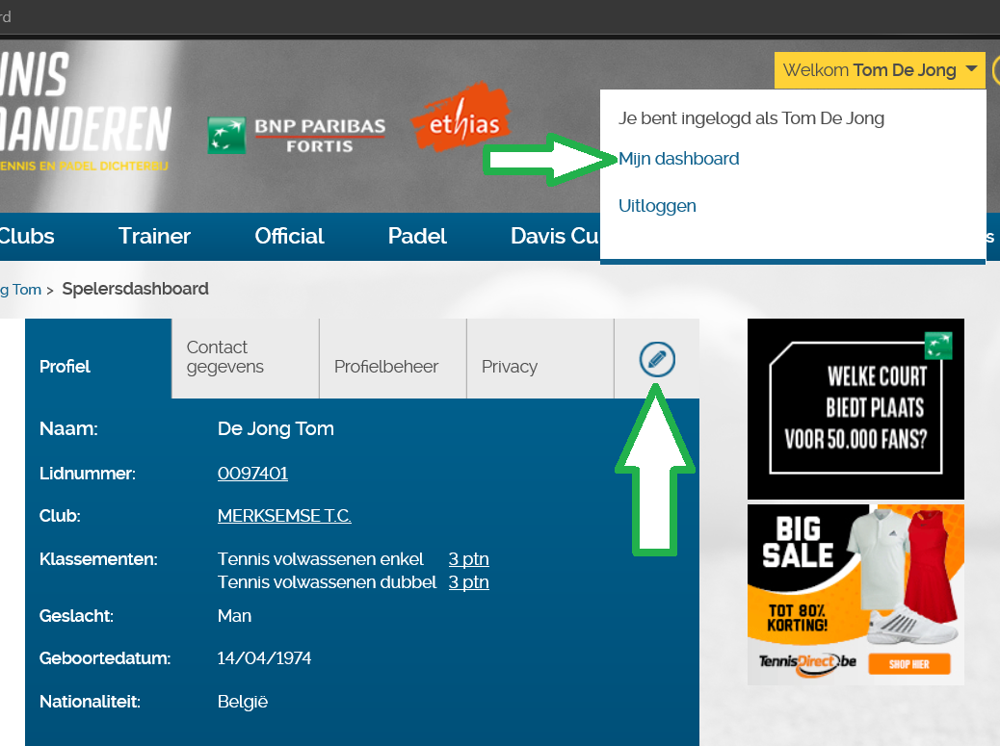 rd
NNIS
AANDEREN
TENNIS EN PADEL DICHTERBIJ
BNP PARIBAS
FORTIS
ethias
Welkom Tom De Jong
Je bent ingelogd als Tom De Jong
Mijn dashboard
Uitloggen
Clubs Trainer Official Padel Davis Cu s
g Tom > Spelersdashboard
Profiel
Contact
gegevens
Profielbeheer
Privacy
Naam: De Jong Tom
Lidnummer: 0097401
Club: MERKSEMSE T.C.
Klassementen: Tennis volwassenen enkel 3 ptn
Tennis volwassenen dubbel 3 ptn
Geslacht: Man
Geboortedatum: 14/04/1974
Nationaliteit: België
WELKE COURT
BIEDT PLAATS
VOOR 50.000 FANS?
BIG
SALE
TOT 80%
KORTING!
TennisDirect.be
SHOP HIER